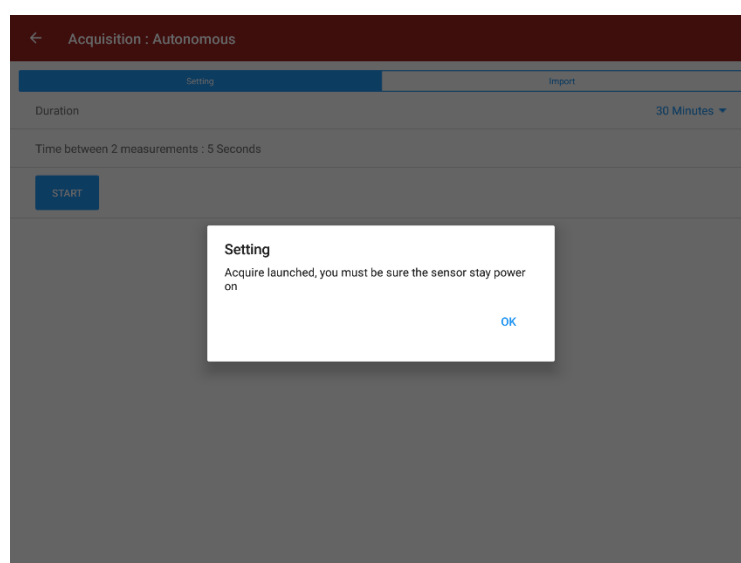 Acquisition : Autonomous
Setting
Import
Duration
30 Minutes
Time between 2 measurements : 5 Seconds
START
Setting
Acquire launched, you must be sure the sensor stay power
on
OK